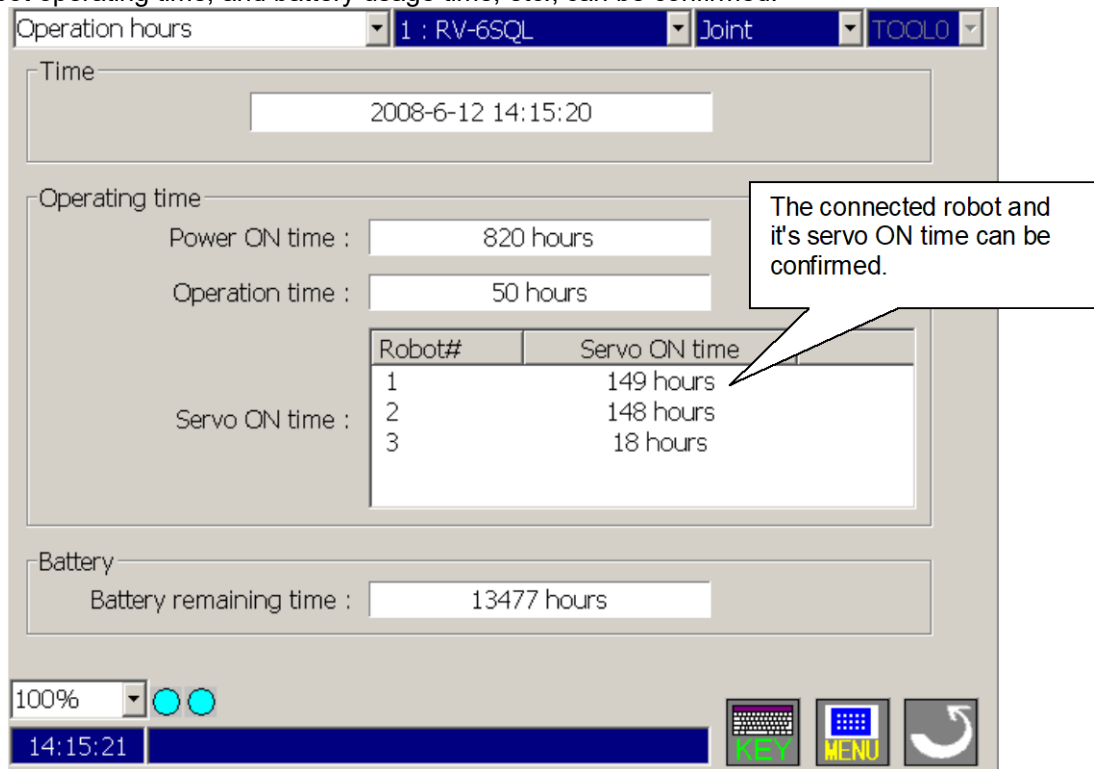 Operation hours 1 : RV-6SQL Joint TOOL0
Time
2008-6-12 14:15:20
Operating time
Power ON time : 820 hours
Operation time : 50 hours
The connected robot and
it's servo ON time can be
confirmed.
Robot# Servo ON time
1 149 hours
2 148 hours
3 18 hours
Servo ON time :
Battery
Battery remaining time : 13477 hours
100%
14:15:21
KEY MENU